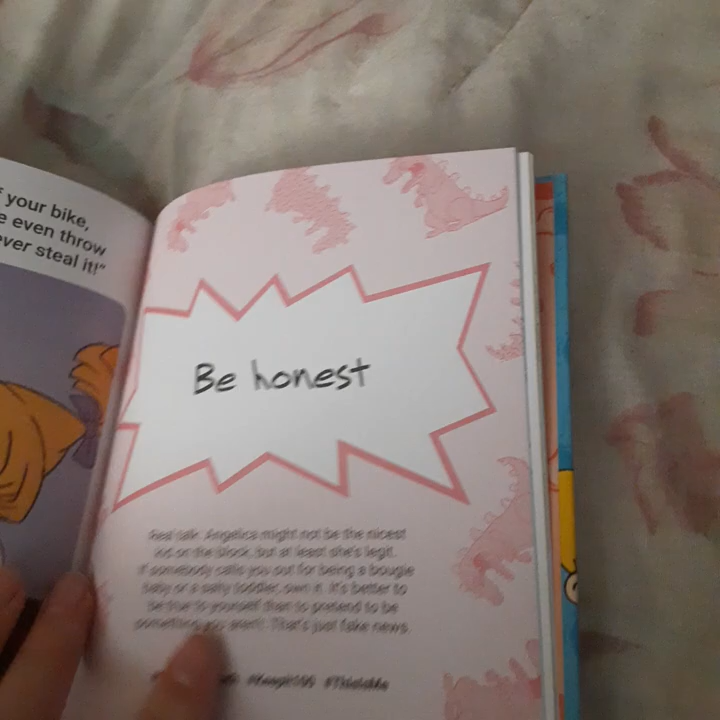 f your bike,
e even throw
ver steal it!"
Be honest
Real talk. Angelica might not be the nicest
kid on the block, but at least she's legit.
If somebody calls you out for being a bougie
baby or a salty toddler, own it. It's better to
be true to yourself than to pretend to be
something you aren't. That's just fake news.
#Keepit100 #ThisIsMe